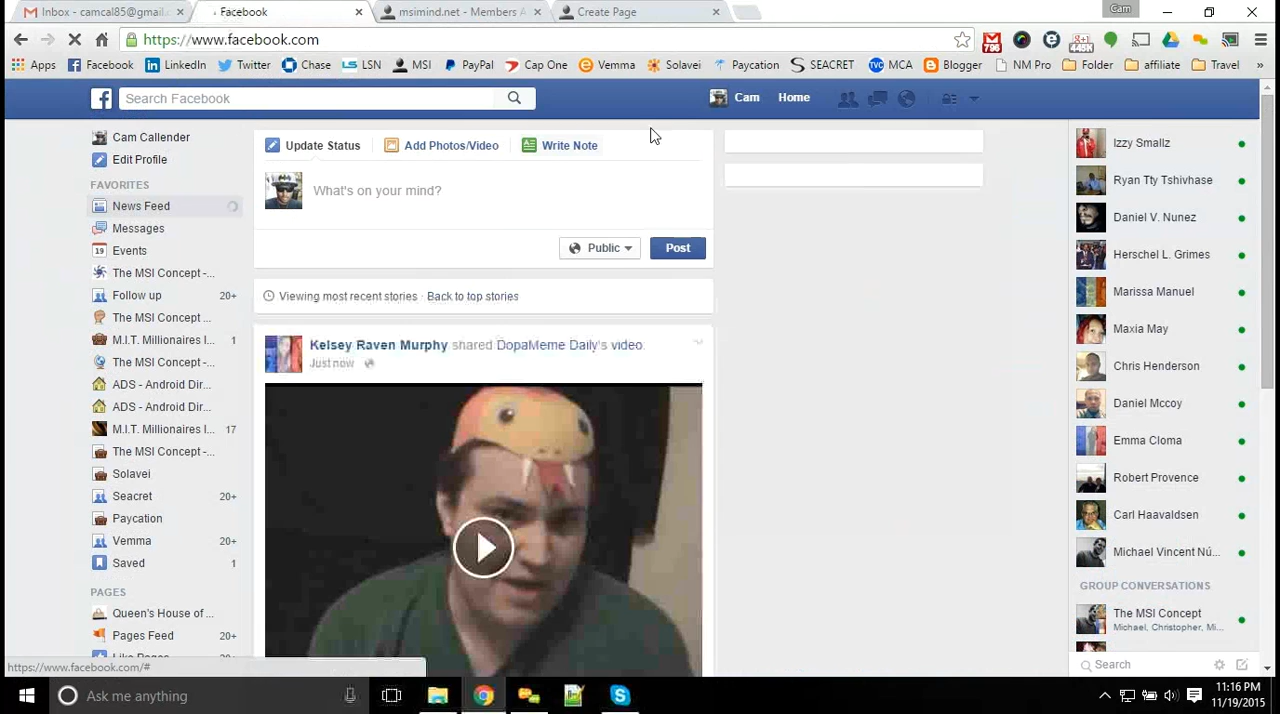 Inbox - camcal85@gmail.c
Facebook
msimind.net - Members A
Create Page
Cam
https://www.facebook.com
796
445K
Apps
Facebook
LinkedIn
Twitter
Chase
LSN
MSI
PayPal
Cap One
Vemma
Solavei
Paycation
SEACRET
MCA
Blogger
NM Pro
Folder
affiliate
Travel
»
Search Facebook
Cam
Home
Cam Callender
Edit Profile
FAVORITES
News Feed
Messages
19 Events
The MSI Concept -...
Follow up 20+
The MSI Concept ...
M.I.T. Millionaires I... 1
The MSI Concept -...
ADS - Android Dir...
ADS - Android Dir...
M.I.T. Millionaires I... 17
The MSI Concept -...
Solavei
Seacret 20+
Paycation
Vemma 20+
Saved 1
PAGES
Queen's House of ...
Pages Feed 20+
Like Pages 20+
https://www.facebook.com/#
Update Status
Add Photos/Video
Write Note
What's on your mind?
Public
Post
Viewing most recent stories · Back to top stories
Kelsey Raven Murphy shared DopaMeme Daily's video.
Just now
Izzy Smallz
Ryan Tty Tshivhase
Daniel V. Nunez
Herschel L. Grimes
Marissa Manuel
Maxia May
Chris Henderson
Daniel Mccoy
Emma Cloma
Robert Provence
Carl Haavaldsen
Michael Vincent Nú...
GROUP CONVERSATIONS
The MSI Concept
Michael, Christopher, Mi...
Search
Ask me anything
11:16 PM
11/19/2015